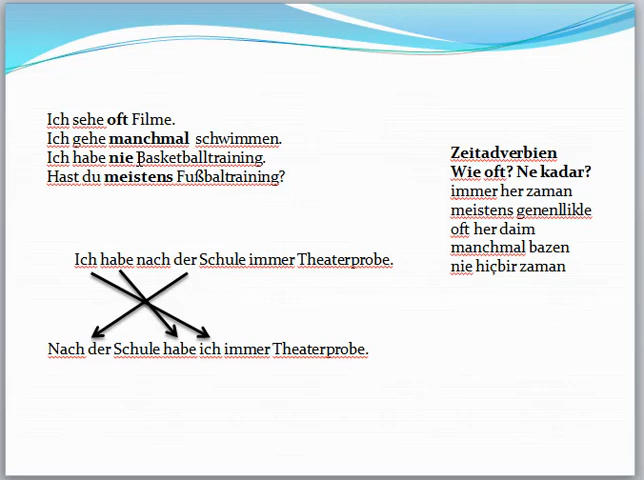 Ich sehe oft Filme.
Ich gehe manchmal schwimmen.
Ich habe nie Basketballtraining.
Hast du meistens Fußbaltraining?
Zeitadverbien
Wie oft? Ne kadar?
immer her zaman
meistens genenllikle
oft her daim
manchmal bazen
nie hiçbir zaman
Ich habe nach der Schule immer Theaterprobe.
Nach der Schule habe ich immer Theaterprobe.